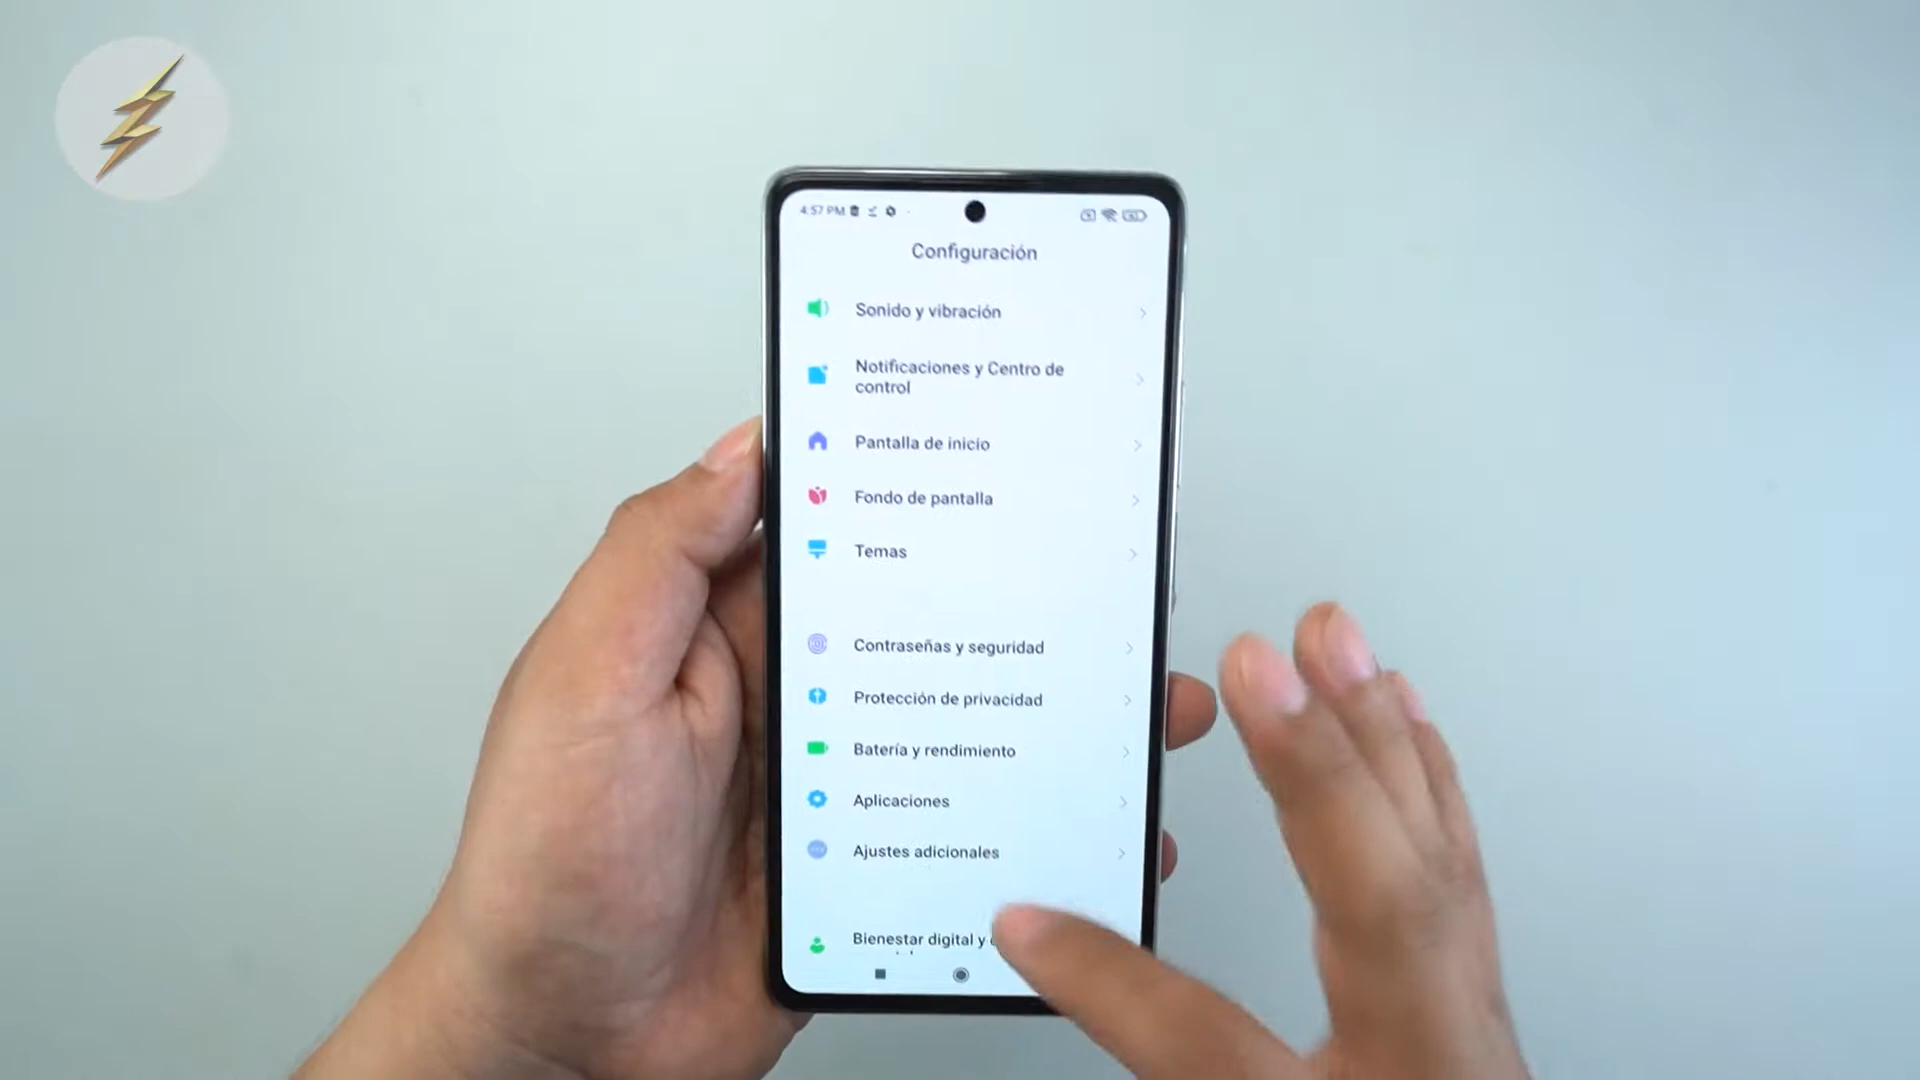 4:57 PM
Configuración
Sonido y vibración
Notificaciones y Centro de
control
Pantalla de inicio
Fondo de pantalla
Temas
Contraseñas y seguridad
Protección de privacidad
Batería y rendimiento
Aplicaciones
Ajustes adicionales
Bienestar digital y